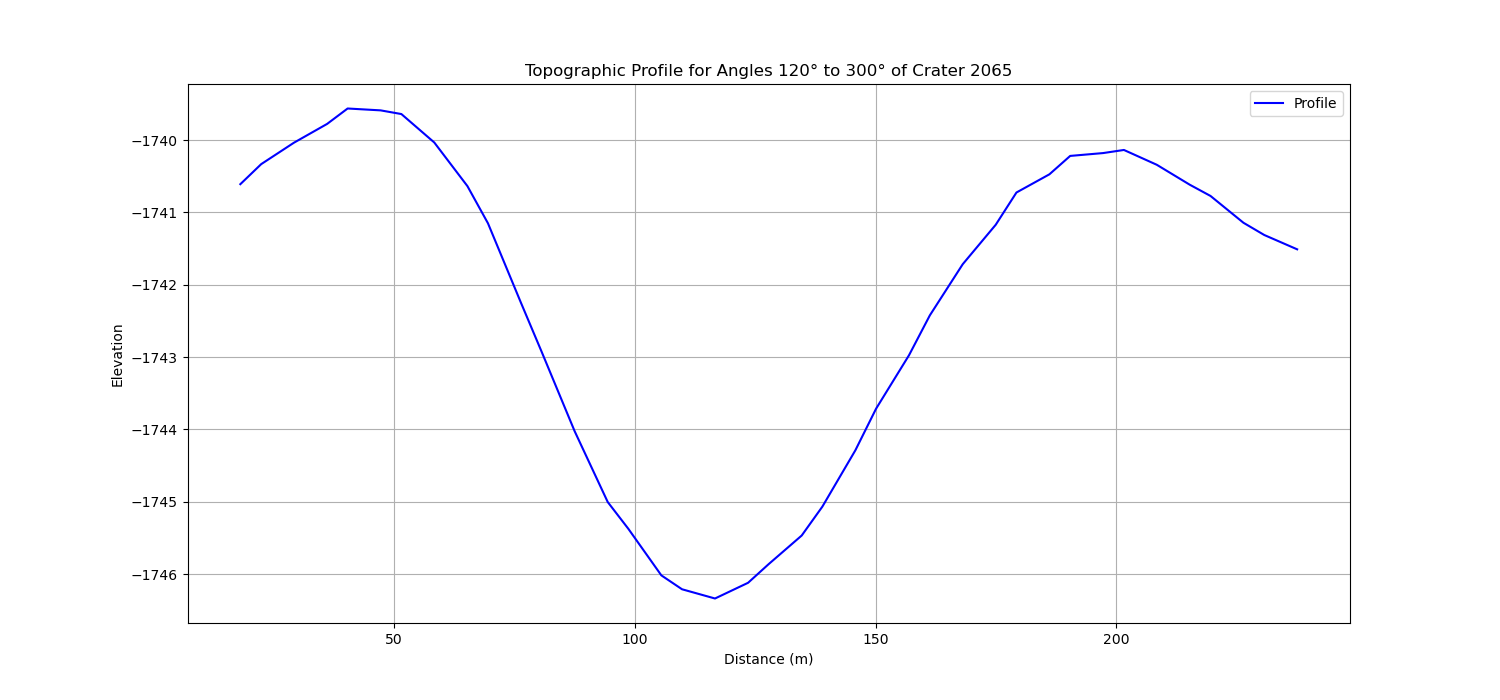 Topographic Profile for Angles 120° to 300° of Crater 2065
Profile
−1740
−1741
−1742
−1743
−1744
−1745
−1746
Elevation
50 100 150 200
Distance (m)